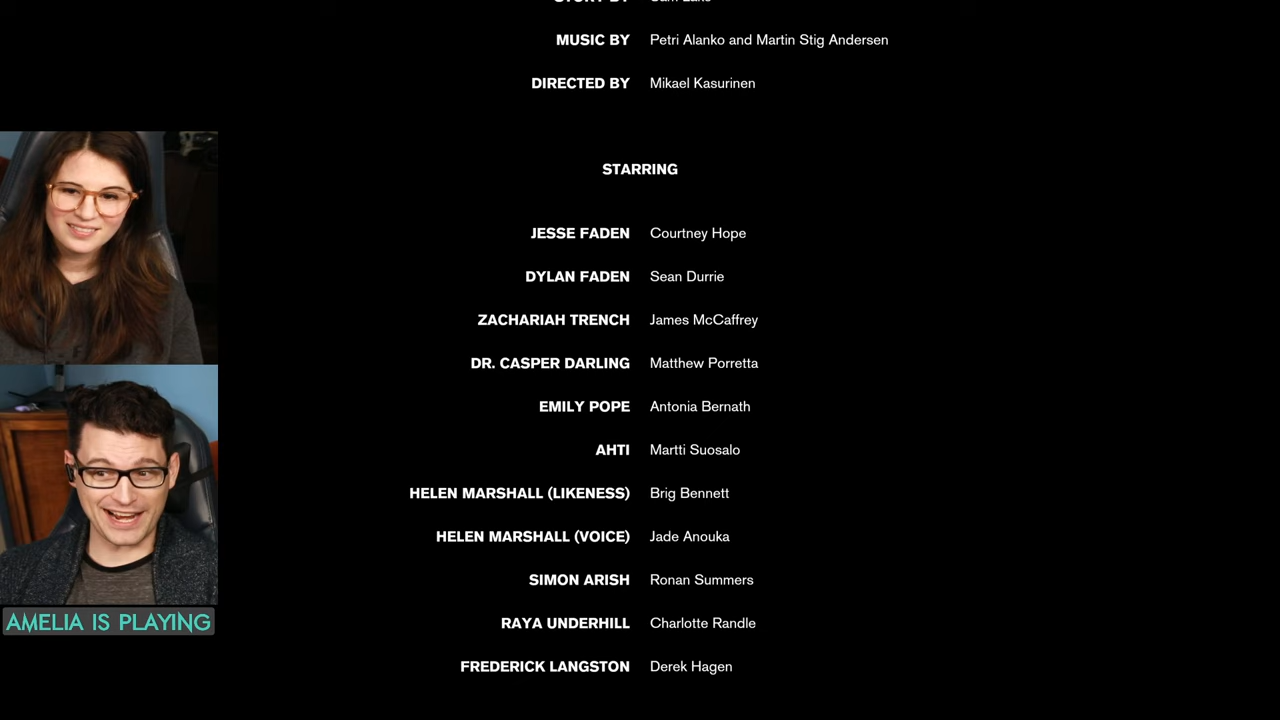 MUSIC BY Petri Alanko and Martin Stig Andersen
DIRECTED BY Mikael Kasurinen
STARRING
JESSE FADEN Courtney Hope
DYLAN FADEN Sean Durrie
ZACHARIAH TRENCH James McCaffrey
DR. CASPER DARLING Matthew Porretta
EMILY POPE Antonia Bernath
AHTI Martti Suosalo
HELEN MARSHALL (LIKENESS) Brig Bennett
HELEN MARSHALL (VOICE) Jade Anouka
SIMON ARISH Ronan Summers
RAYA UNDERHILL Charlotte Randle
FREDERICK LANGSTON Derek Hagen
AMELIA IS PLAYING